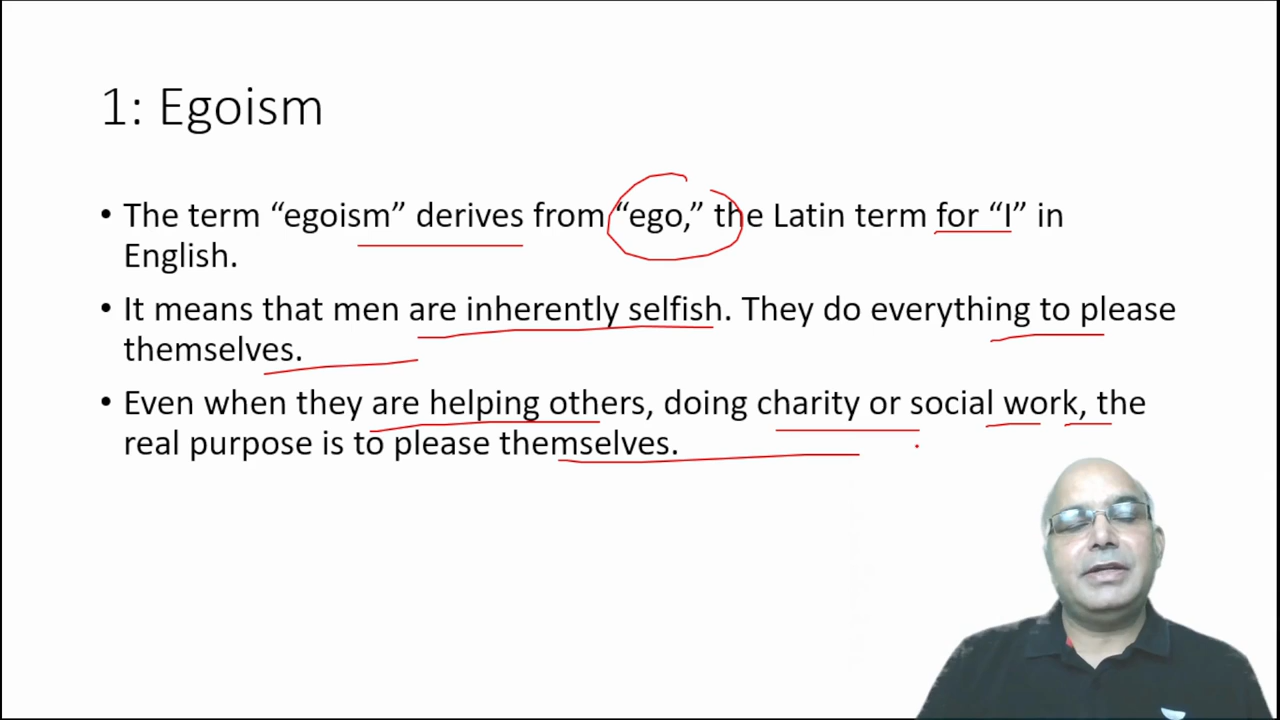 1: Egoism
• The term “egoism” derives from “ego,” the Latin term for “I” in
English.
• It means that men are inherently selfish. They do everything to please
themselves.
• Even when they are helping others, doing charity or social work, the
real purpose is to please themselves.